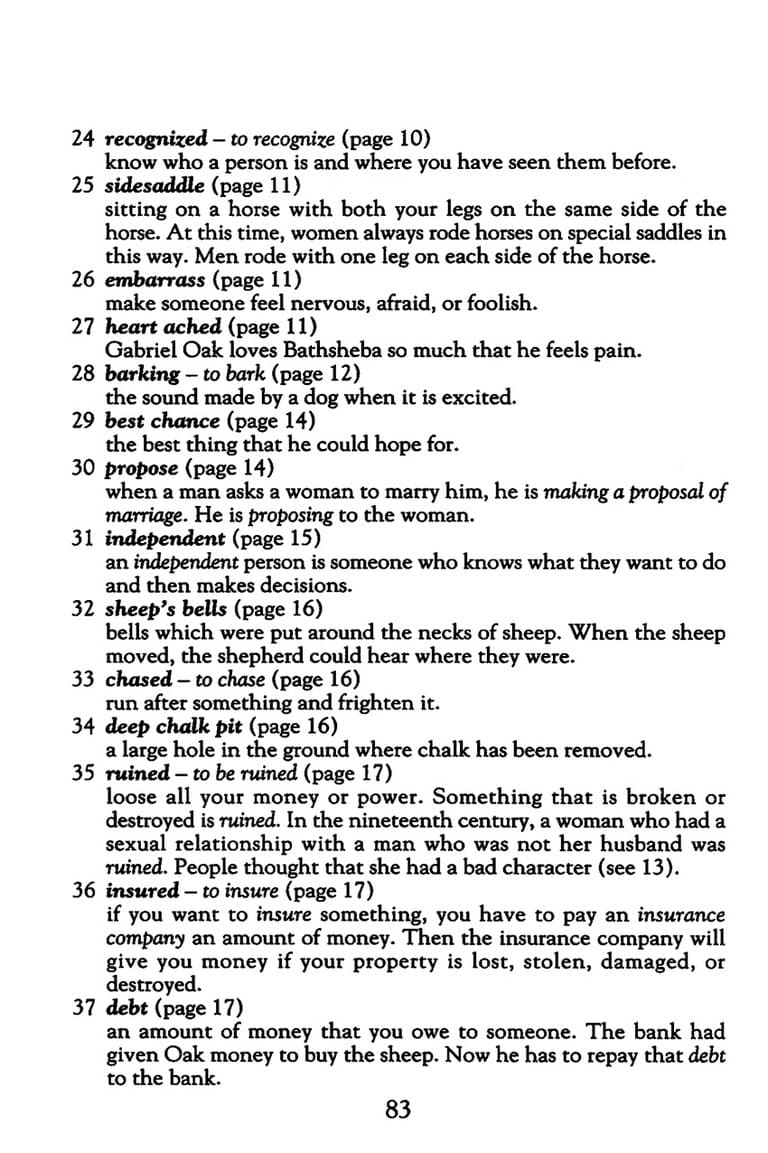 24 recognized – to recognize (page 10)
know who a person is and where you have seen them before.
25 sidesaddle (page 11)
sitting on a horse with both your legs on the same side of the
horse. At this time, women always rode horses on special saddles in
this way. Men rode with one leg on each side of the horse.
26 embarrass (page 11)
make someone feel nervous, afraid, or foolish.
27 heart ached (page 11)
Gabriel Oak loves Bathsheba so much that he feels pain.
28 barking – to bark (page 12)
the sound made by a dog when it is excited.
29 best chance (page 14)
the best thing that he could hope for.
30 propose (page 14)
when a man asks a woman to marry him, he is making a proposal of
marriage. He is proposing to the woman.
31 independent (page 15)
an independent person is someone who knows what they want to do
and then makes decisions.
32 sheep's bells (page 16)
bells which were put around the necks of sheep. When the sheep
moved, the shepherd could hear where they were.
33 chased – to chase (page 16)
run after something and frighten it.
34 deep chalk pit (page 16)
a large hole in the ground where chalk has been removed.
35 ruined – to be ruined (page 17)
loose all your money or power. Something that is broken or
destroyed is ruined. In the nineteenth century, a woman who had a
sexual relationship with a man who was not her husband was
ruined. People thought that she had a bad character (see 13).
36 insured – to insure (page 17)
if you want to insure something, you have to pay an insurance
company an amount of money. Then the insurance company will
give you money if your property is lost, stolen, damaged, or
destroyed.
37 debt (page 17)
an amount of money that you owe to someone. The bank had
given Oak money to buy the sheep. Now he has to repay that debt
to the bank.
83